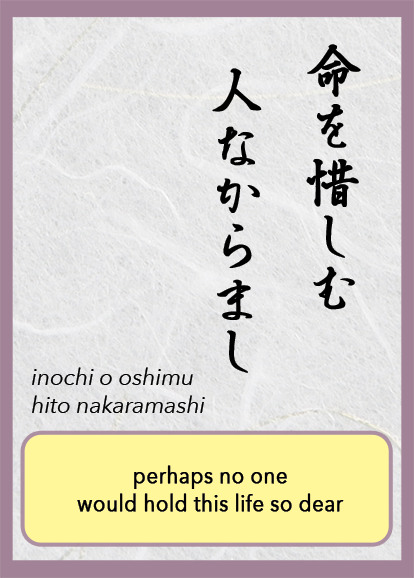 命を惜しむ
人なからまし
inochi o oshimu
hito nakaramashi
perhaps no one
would hold this life so dear